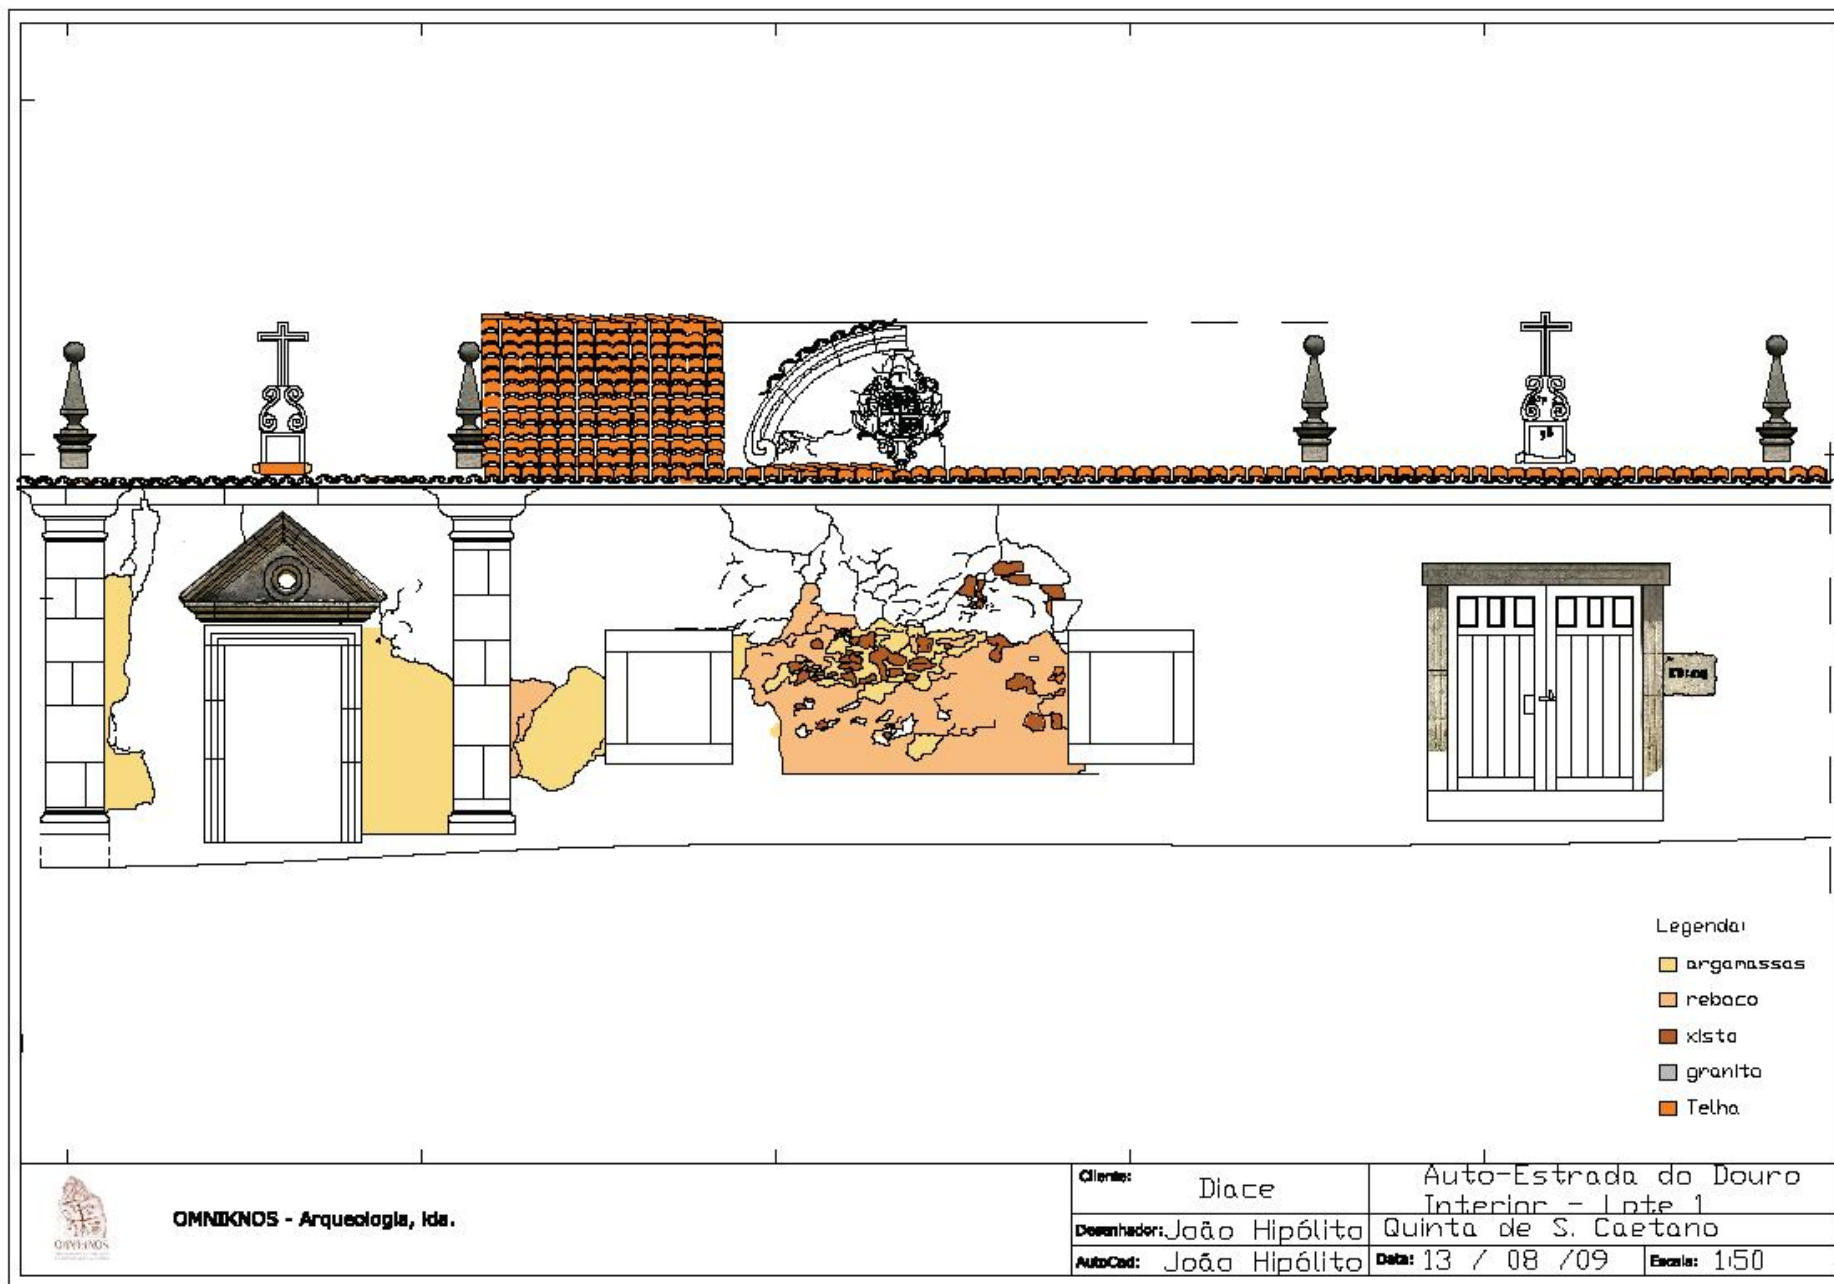 Legenda:
argamassas
reboco
xisto
granito
Telha
OMNIKNOS
OMNIKNOS - Arqueologia, lda.
Cliente: Diace
Auto-Estrada do Douro
Interior - Lote 1
Desenhador: João Hipólito
Quinta de S. Caetano
AutoCad: João Hipólito
Data: 13 / 08 /09
Escala: 1:50